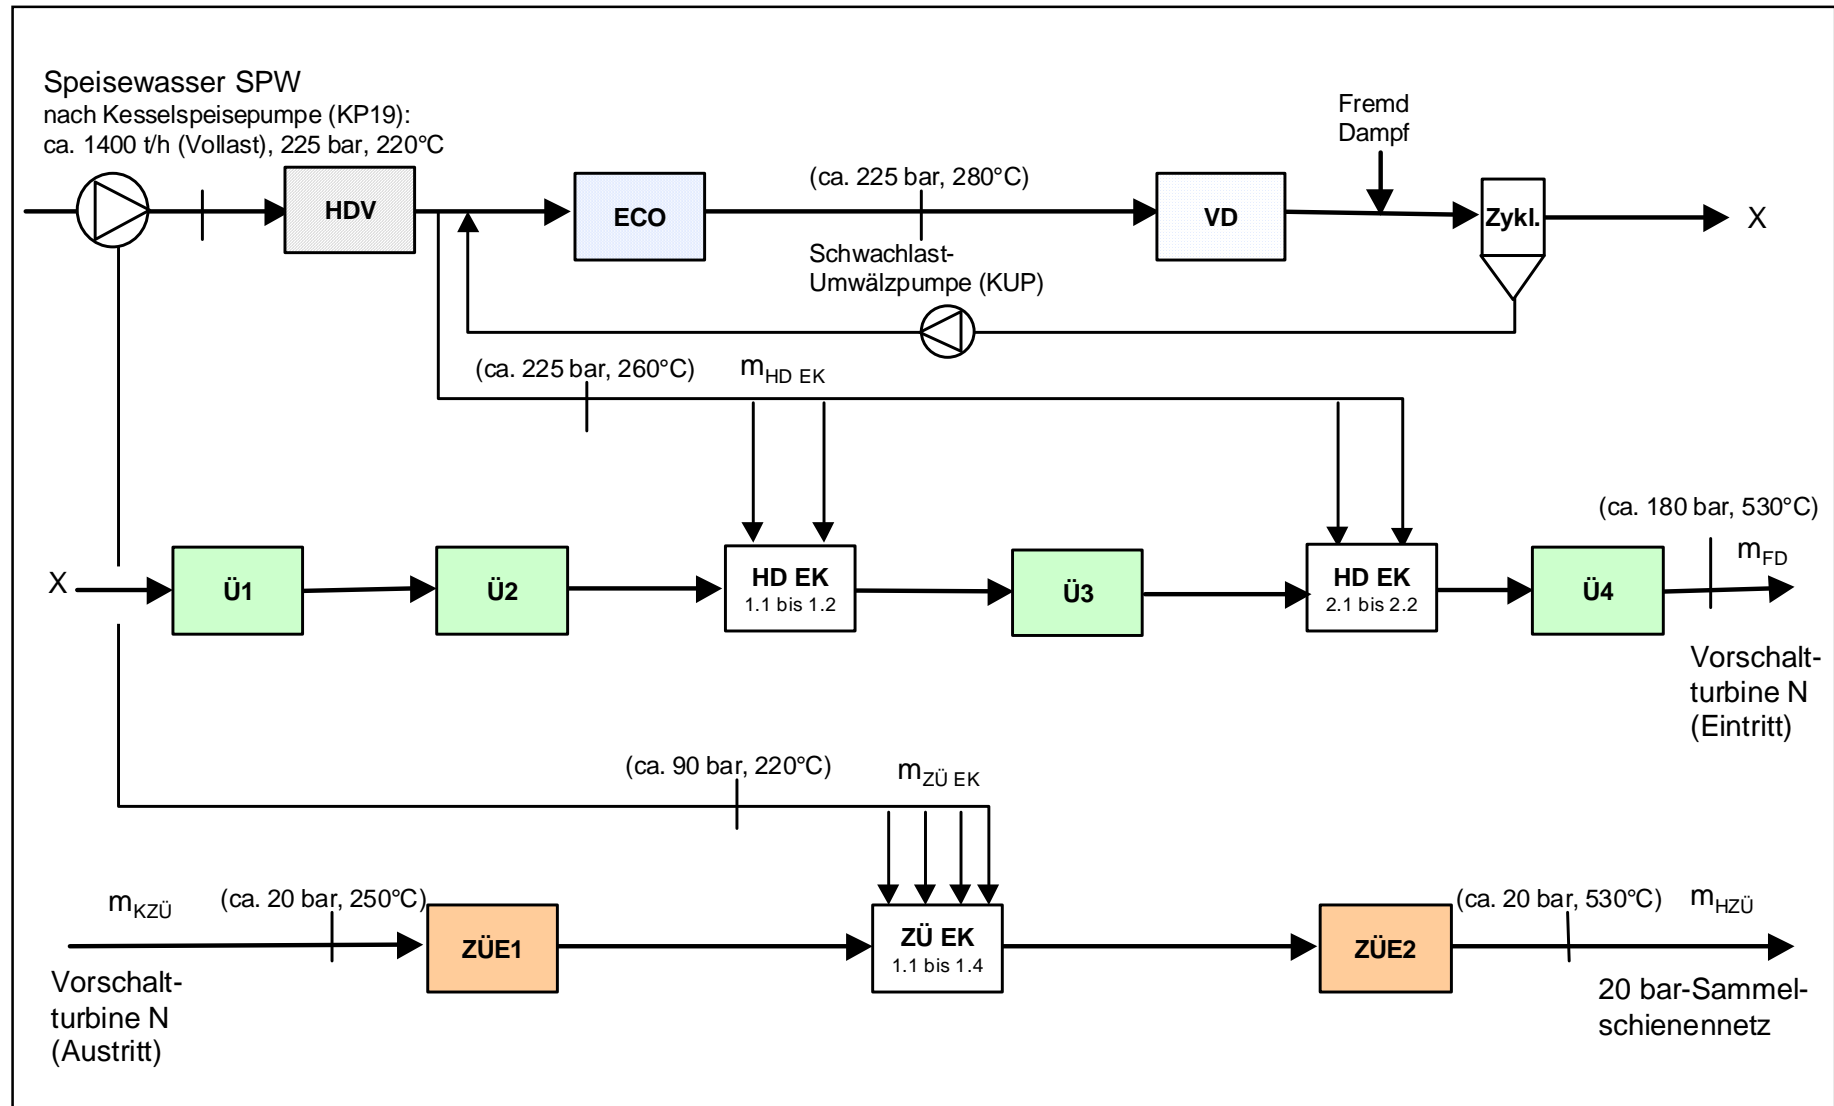 Speisewasser SPW
nach Kesselspeisepumpe (KP19):
ca. 1400 t/h (Vollast), 225 bar, 220°C
Fremd
Dampf
HDV
ECO
(ca. 225 bar, 280°C)
VD
Zykl.
X
Schwachlast-
Umwälzpumpe (KUP)
(ca. 225 bar, 260°C)
mHD EK
(ca. 180 bar, 530°C)
mFD
X
Ü1
Ü2
HD EK
1.1 bis 1.2
Ü3
HD EK
2.1 bis 2.2
Ü4
Vorschalt-
turbine N
(Eintritt)
(ca. 90 bar, 220°C)
mZÜ EK
mKZÜ
(ca. 20 bar, 250°C)
ZÜE1
ZÜ EK
1.1 bis 1.4
ZÜE2
(ca. 20 bar, 530°C)
mHZÜ
Vorschalt-
turbine N
(Austritt)
20 bar-Sammel-
schienennetz